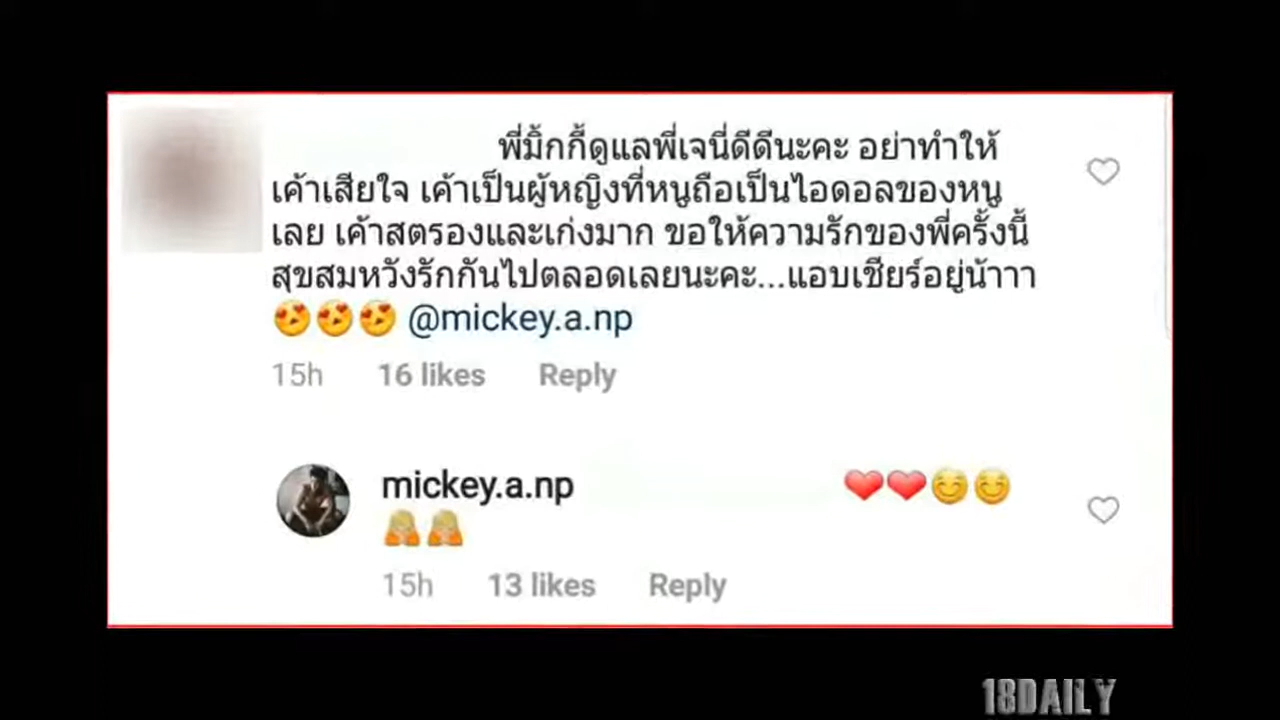 พี่มิ้กกี้ดูแลพี่เจนี่ดีดีนะคะ อย่าทำให้
เค้าเสียใจ เค้าเป็นผู้หญิงที่หนูถือเป็นไอดอลของหนู
เลย เค้าสตรองและเก่งมาก ขอให้ความรักของพี่ครั้งนี้
สุขสมหวังรักกันไปตลอดเลยนะคะ...แอบเชียร์อยู่น้าาา
😍😍😍 @mickey.a.np
15h 16 likes Reply
mickey.a.np ❤️❤️😊😊
🙏🏼🙏🏼
15h 13 likes Reply
18DAILY